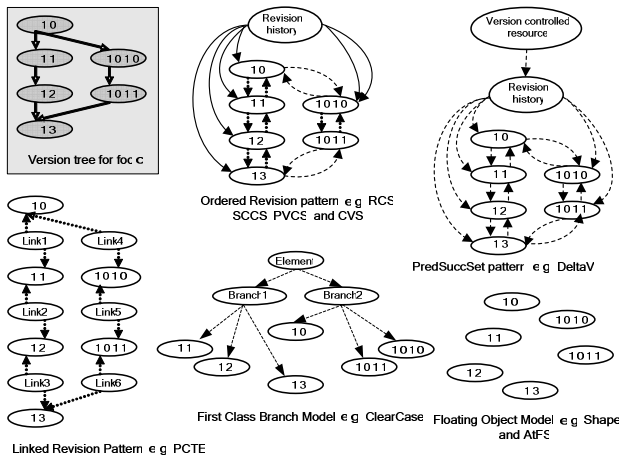 10
11
1010
12
1011
13
Version tree for foo c
Revision
history
10
11
1010
12
1011
13
Ordered Revision pattern e g RCS
SCCS PVCS and CVS
Version controlled
resource
Revision
history
10
11
1010
12
1011
13
PredSuccSet pattern e g DeltaV
10
Link1
Link4
11
1010
Link2
Link5
12
1011
Link3
Link6
13
Linked Revision Pattern e g PCTE
Element
Branch1
Branch2
10
11
12
13
1011
1010
First Class Branch Model e g ClearCase
10
1010
11
1011
12
13
Floating Object Model e g Shape
and AtFS